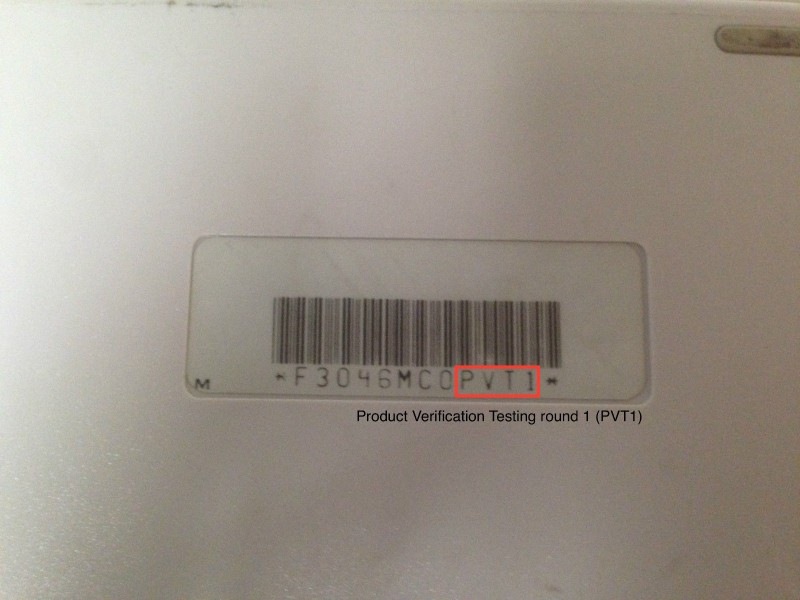 M
*F3046MC0PVT1*
Product Verification Testing round 1 (PVT1)